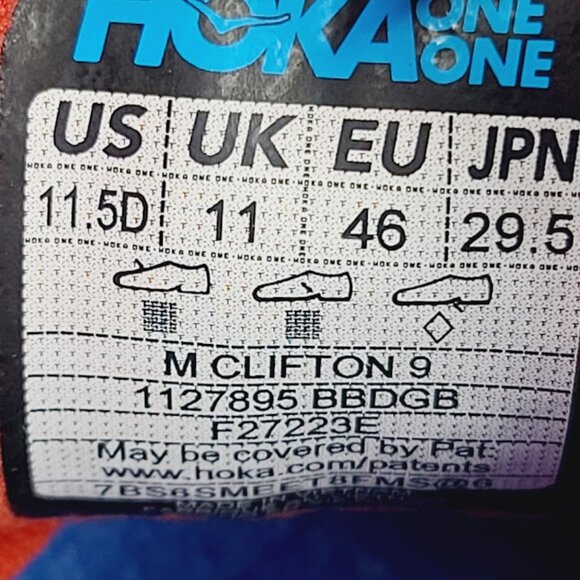 HOKA ONE ONE
US UK EU JPN
11.5D 11 46 29.5
M CLIFTON 9
1127895 BBDGB
F27223E
May be covered by Pat:
www.hoka.com/patents